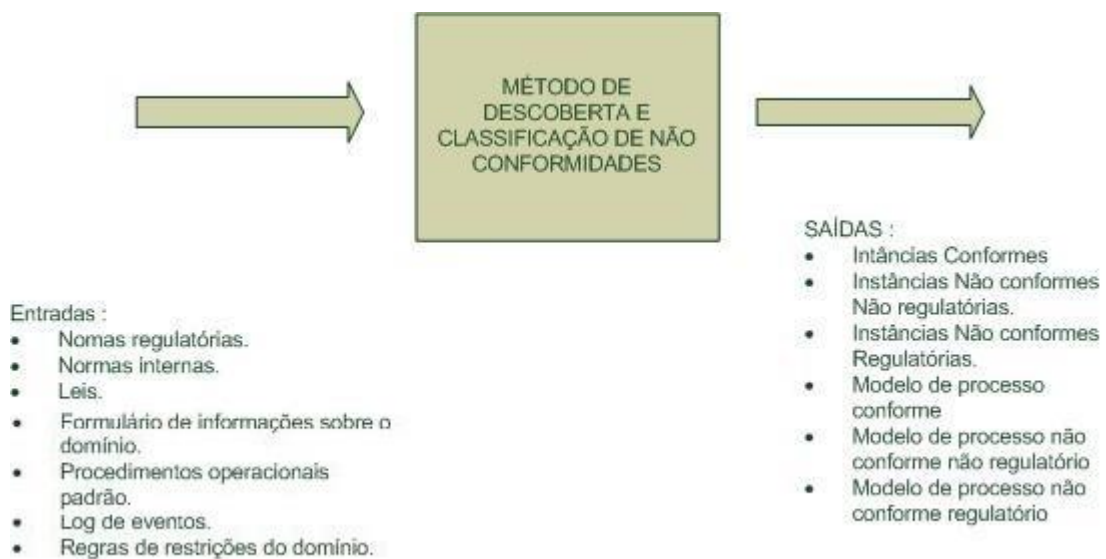 MÉTODO DE
DESCOBERTA E
CLASSIFICAÇÃO DE NÃO
CONFORMIDADES
Entradas :
• Nomas regulatórias.
• Normas internas.
• Leis.
• Formulário de informações sobre o
domínio.
• Procedimentos operacionais
padrão.
• Log de eventos.
• Regras de restrições do domínio.
SAÍDAS :
• Intâncias Conformes
• Instâncias Não conformes
Não regulatórias.
• Instâncias Não conformes
Regulatórias.
• Modelo de processo
conforme
• Modelo de processo não
conforme não regulatório
• Modelo de processo não
conforme regulatório